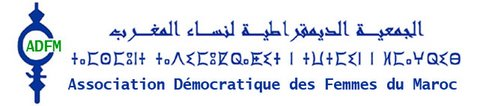 الجمعية الديمقراطية لنساء المغرب
ADFM
Association Démocratique des Femmes du Maroc